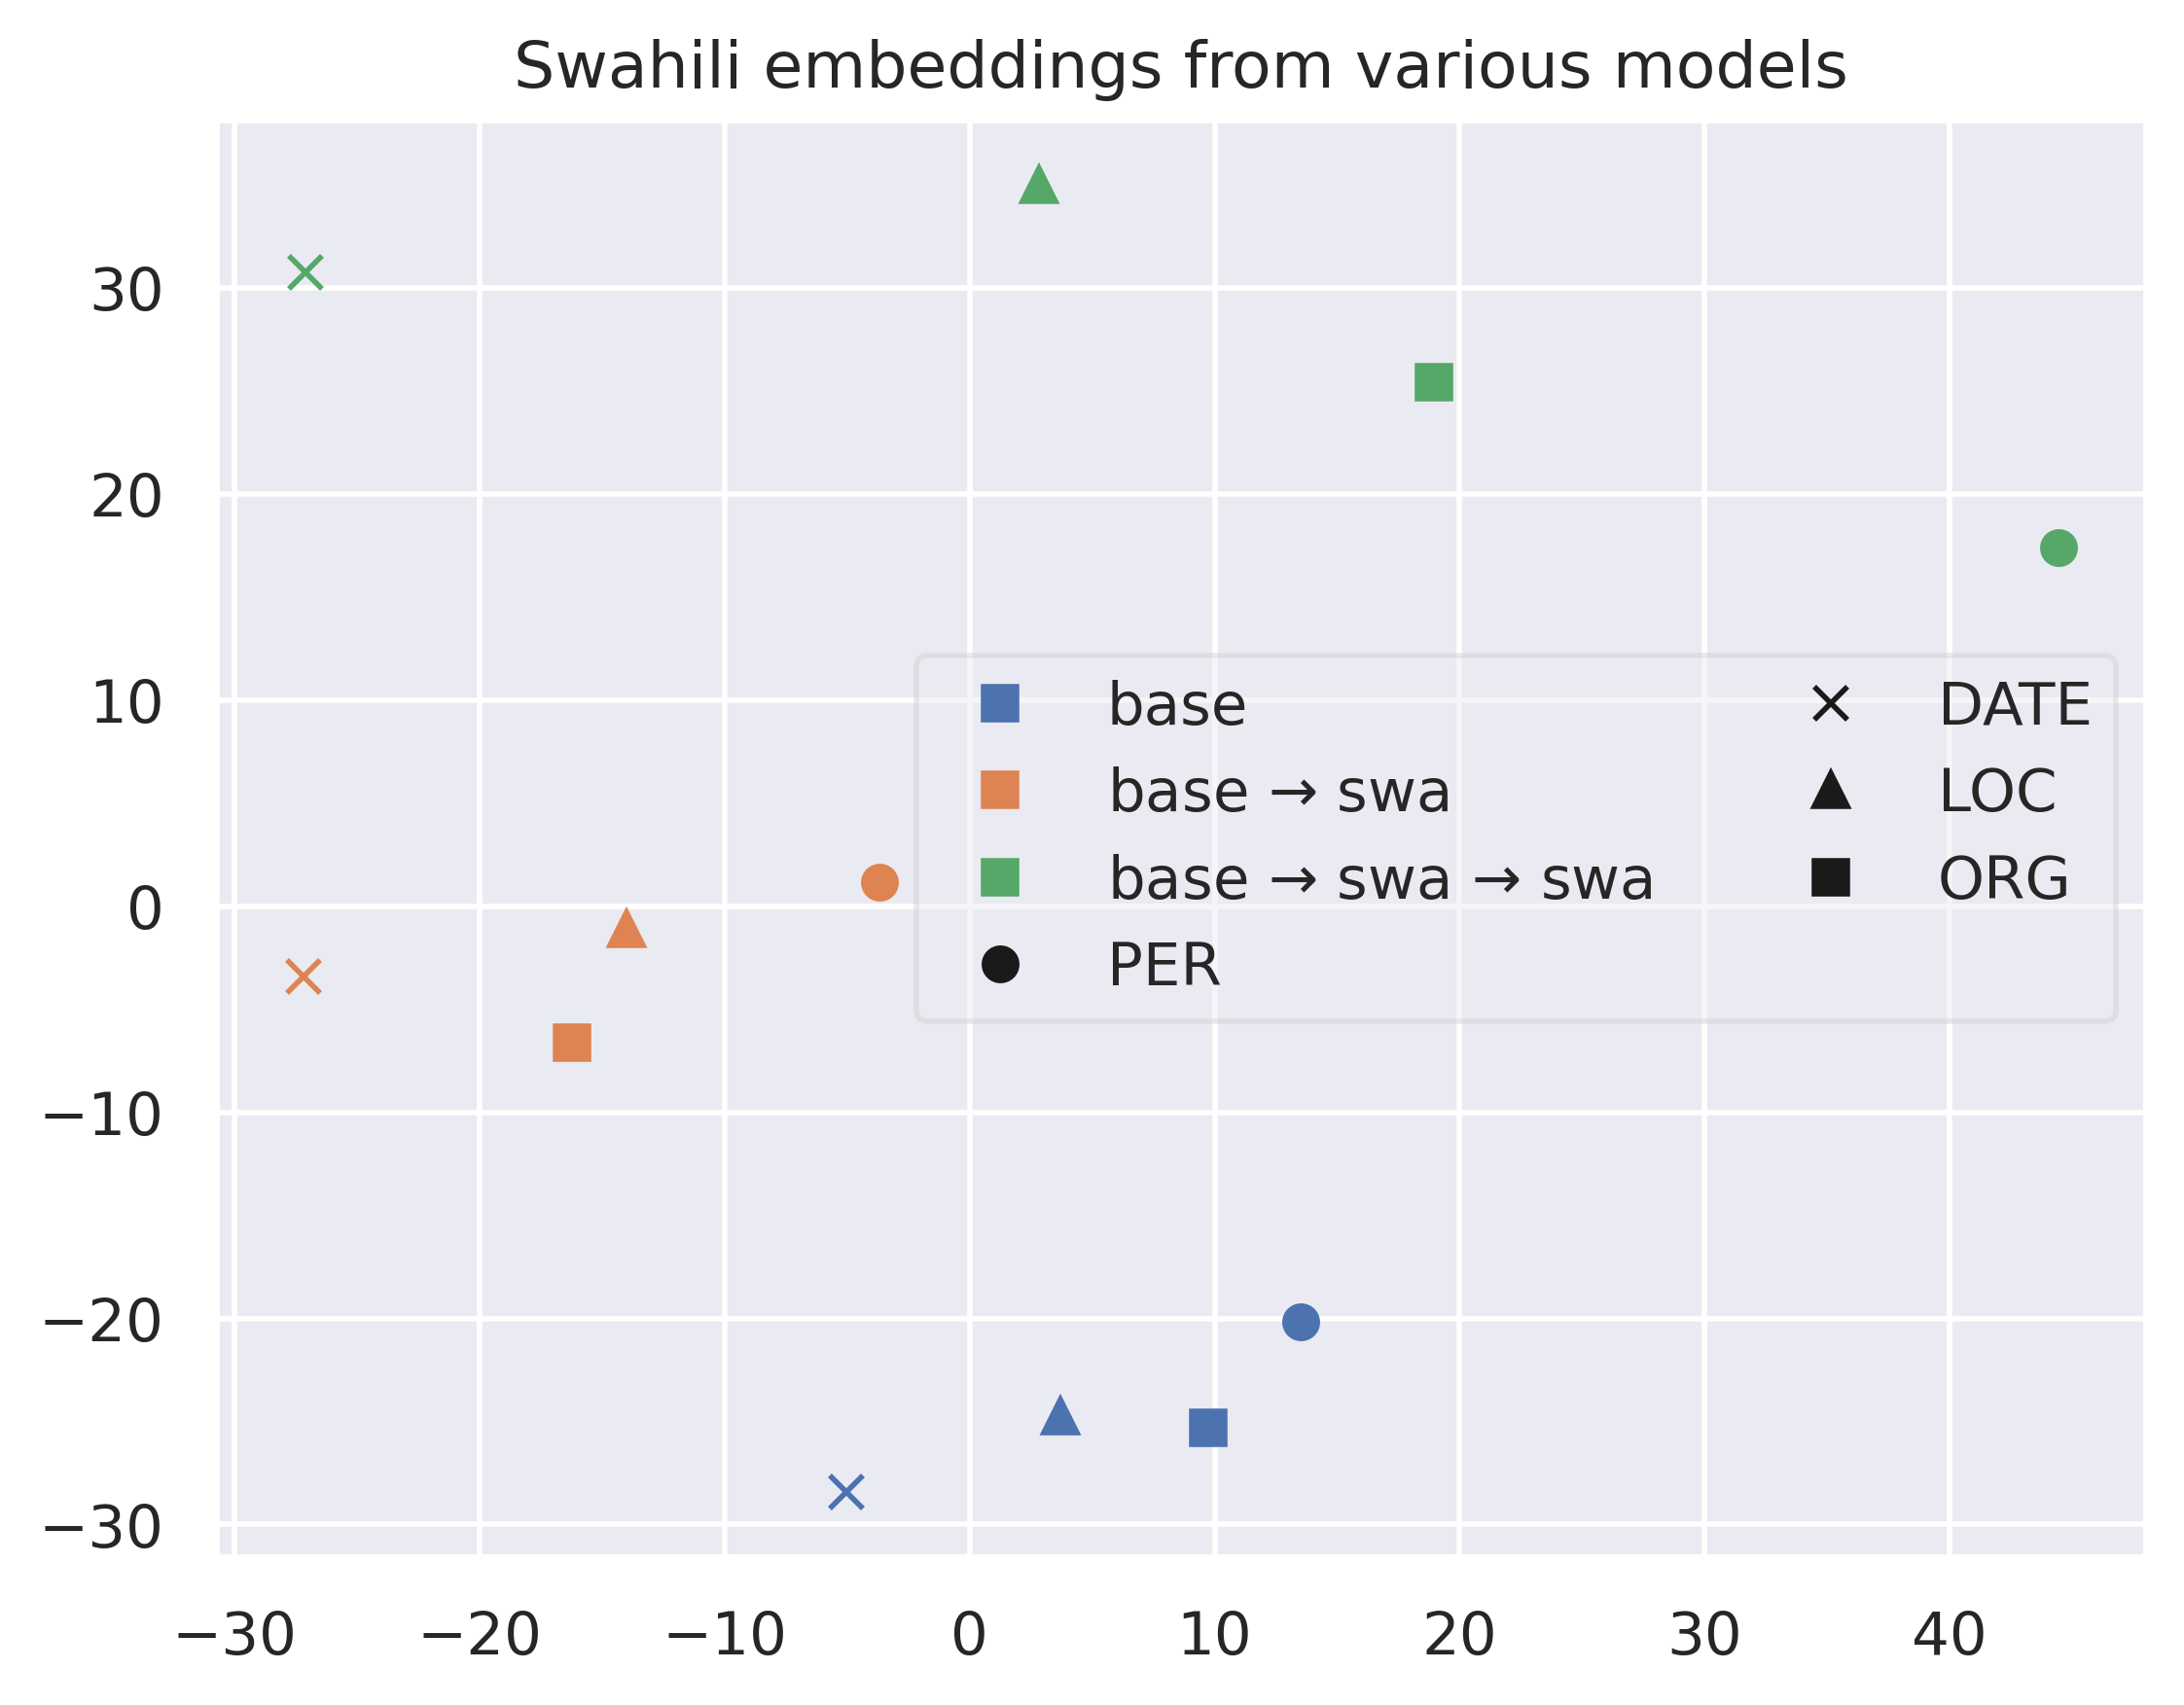 Swahili embeddings from various models
30
20
10
0
−10
−20
−30
base
base → swa
base → swa → swa
PER
DATE
LOC
ORG
−30 −20 −10 0 10 20 30 40